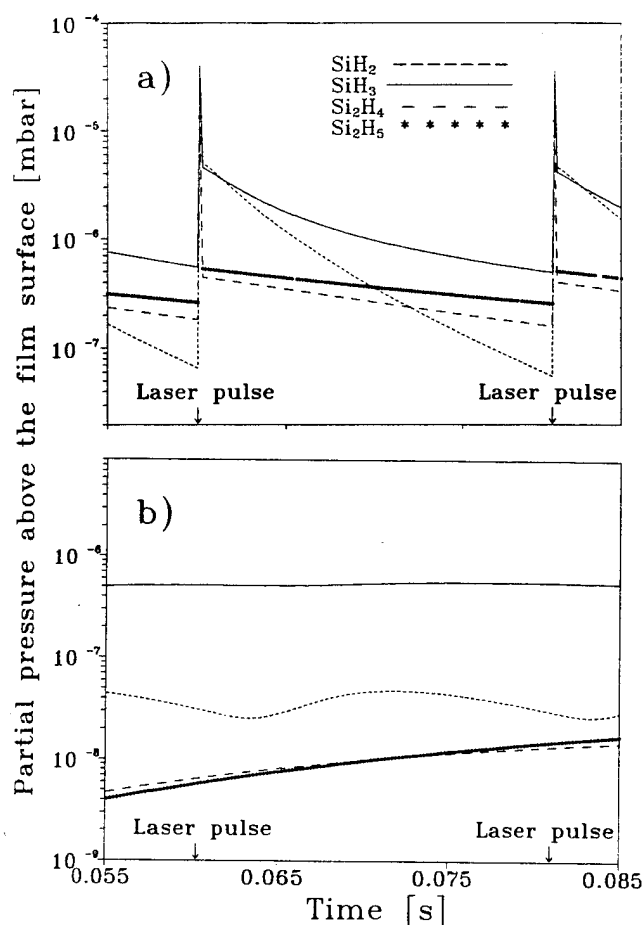 Partial pressure above the film surface [mbar]
10⁻⁴
10⁻⁵
10⁻⁶
10⁻⁷
a)
SiH₂
SiH₃
Si₂H₄
Si₂H₅ * * * * *
Laser pulse
Laser pulse
b)
10⁻⁶
10⁻⁷
10⁻⁸
10⁻⁹
Laser pulse
Laser pulse
0.055 0.065 0.075 0.085
Time [s]